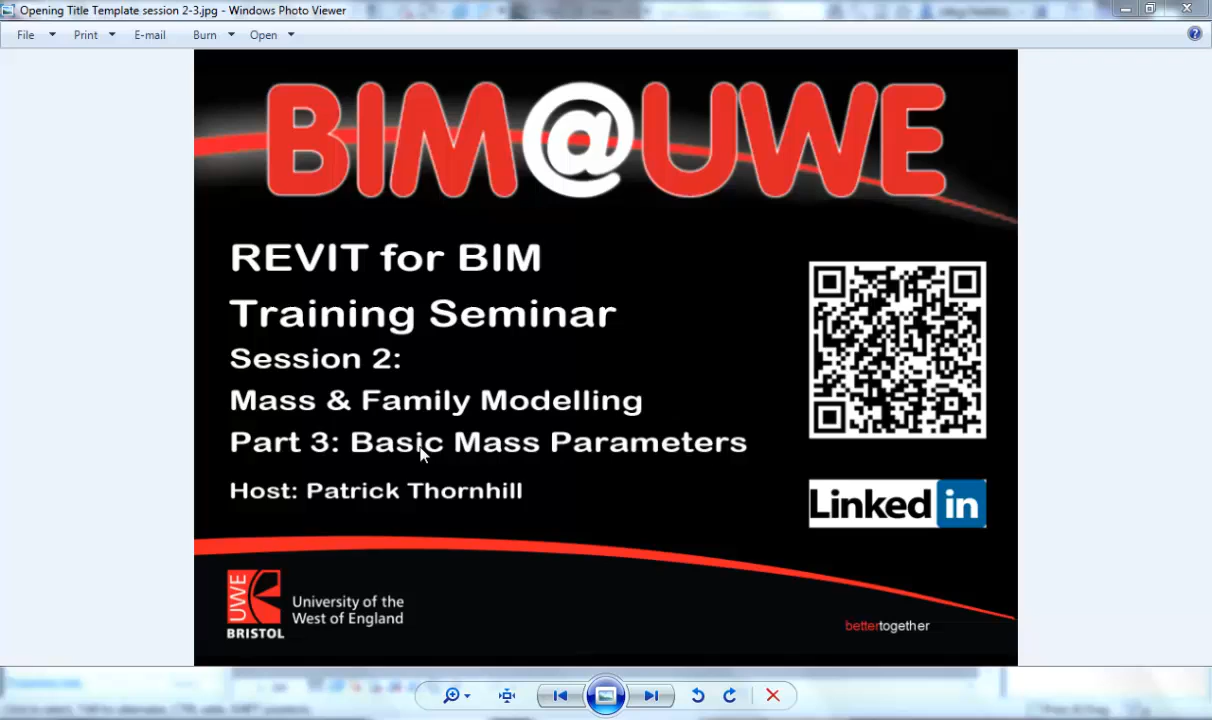 Opening Title Template session 2-3.jpg - Windows Photo Viewer
File Print E-mail Burn Open
BIM@UWE
REVIT for BIM
Training Seminar
Session 2:
Mass & Family Modelling
Part 3: Basic Mass Parameters
Host: Patrick Thornhill
Linked in
UWE
BRISTOL
University of the
West of England
bettertogether